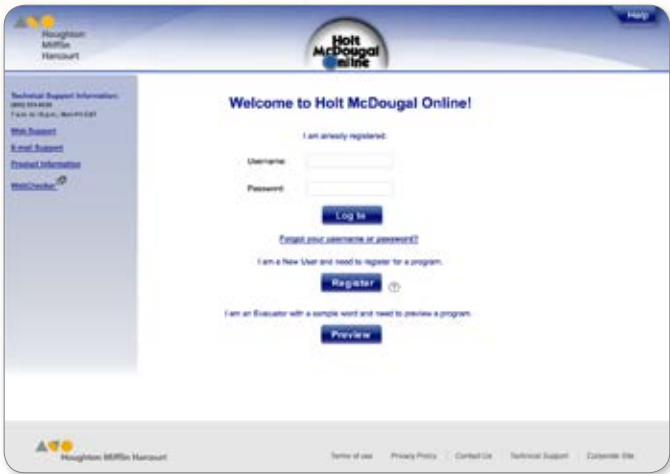 Help
Houghton
Mifflin
Harcourt
Holt
McDougal
Online
Technical Support Information:
Web Support
E-mail Support
Product Information
WebChecker
Welcome to Holt McDougal Online!
I am already registered.
Username
Password
Log In
Forgot your username or password?
I am a New User and need to register for a program.
Register ?
I am an Evaluator with a sample word and need to preview a program.
Preview
Houghton Mifflin Harcourt
Terms of use Privacy Policy Contact Us Technical Support Corporate Site